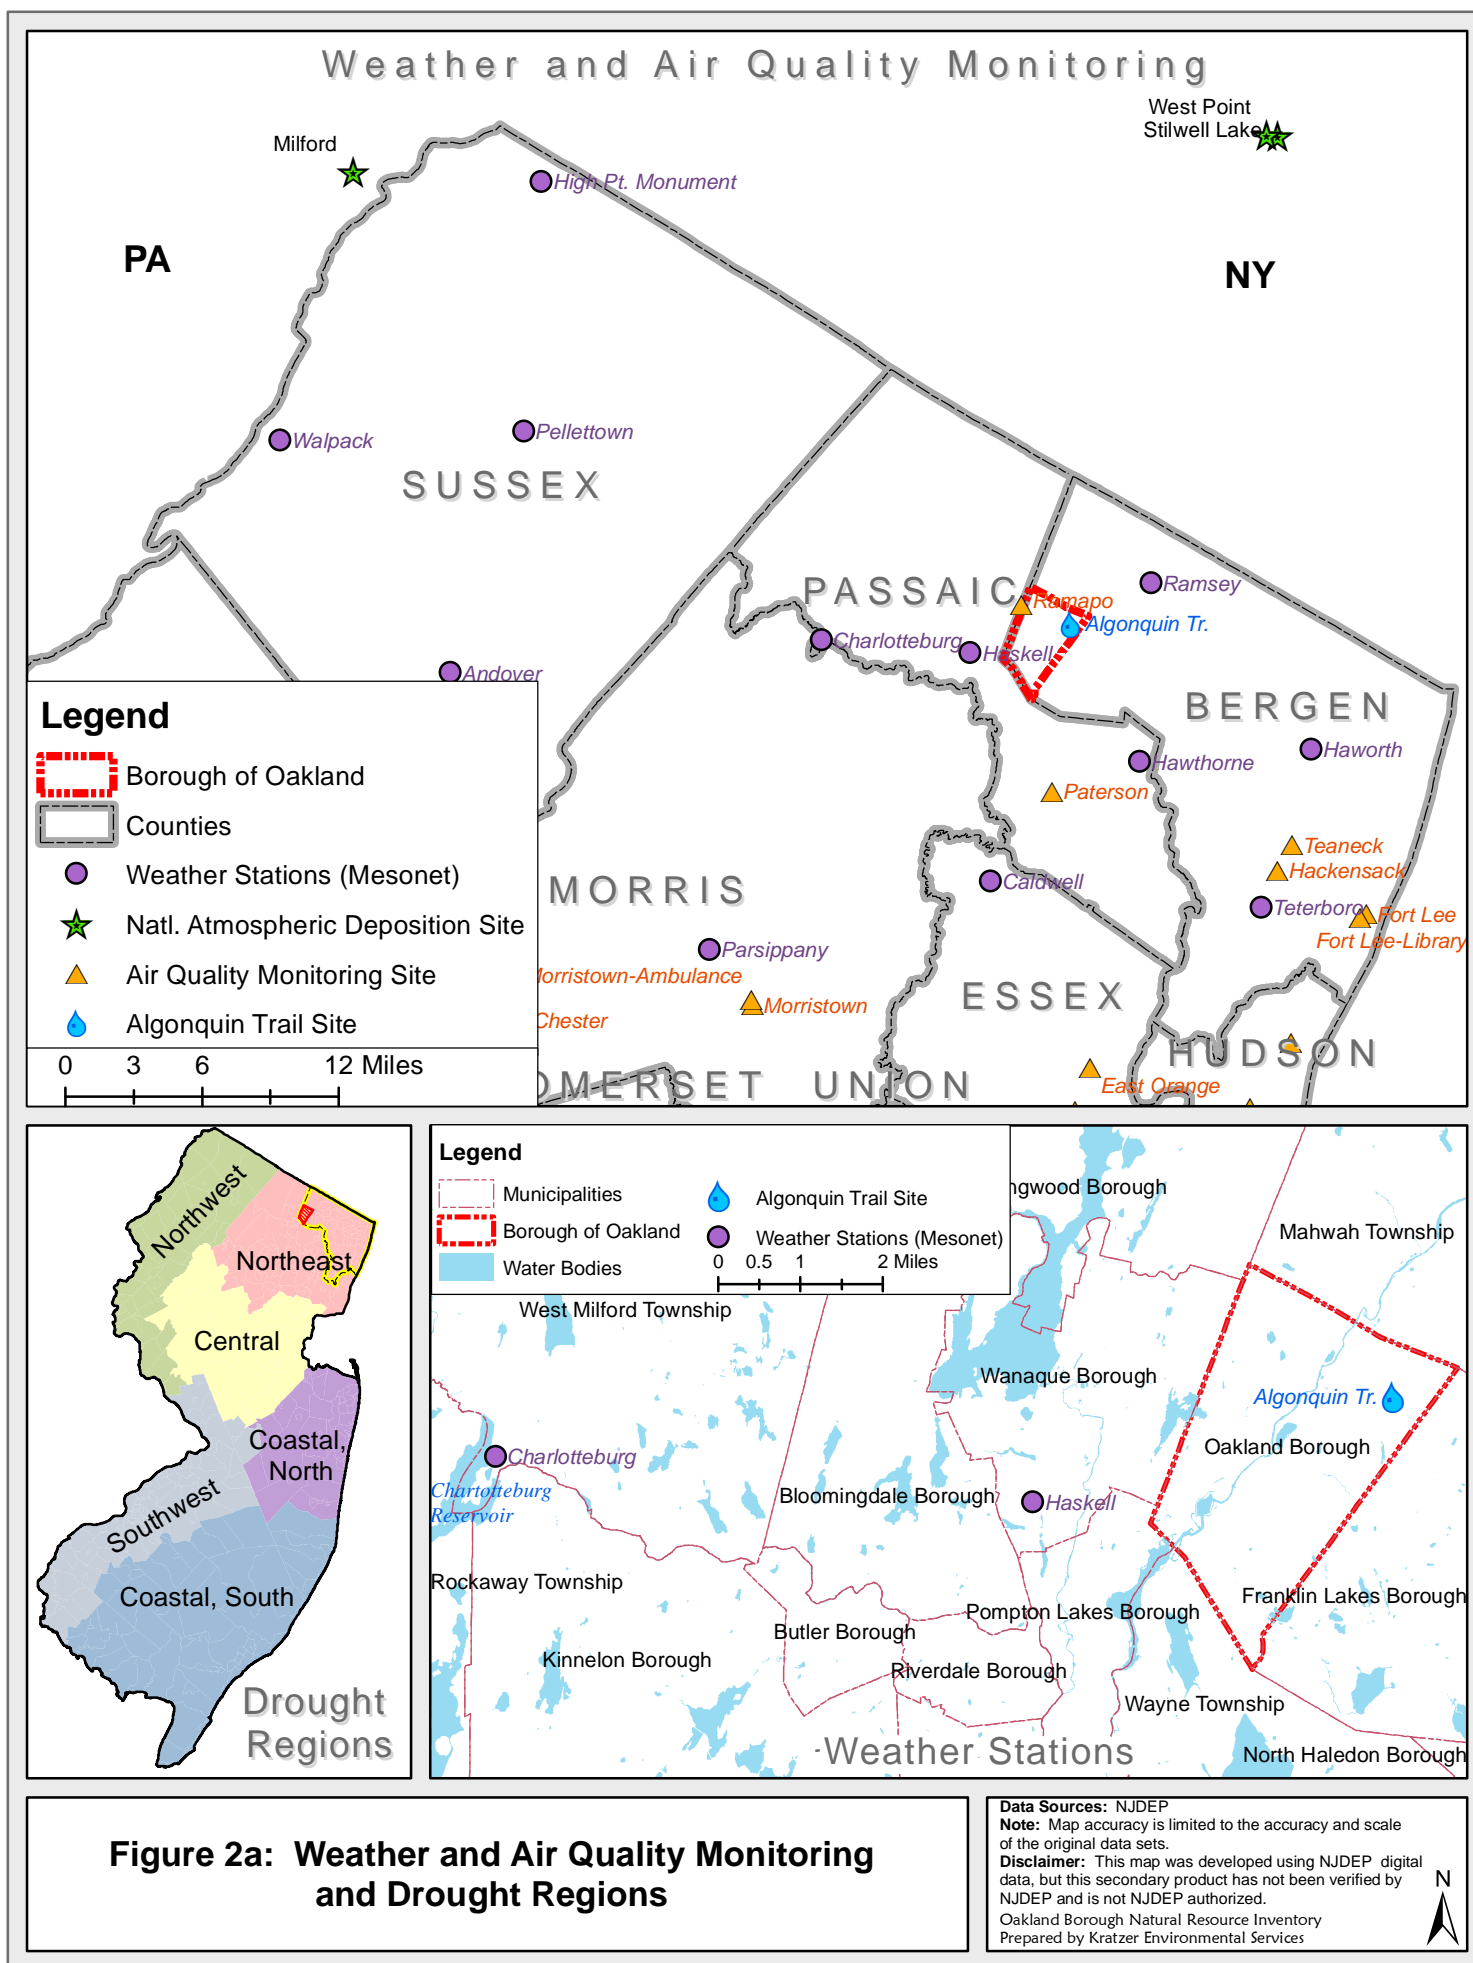 Weather and Air Quality Monitoring
West Point
Stilwell Lake
Milford
High Pt. Monument
PA
NY
Walpack
Pellettown
SUSSEX
PASSAIC
Ramsey
Ramapo
Algonquin Tr.
Charlotteburg
Haskell
Andover
BERGEN
Haworth
Hawthorne
Paterson
Teaneck
Hackensack
Caldwell
MORRIS
Teterboro
Fort Lee
Fort Lee-Library
Parsippany
Morristown-Ambulance
Morristown
ESSEX
Chester
HUDSON
OMERSET
UNION
East Orange
Legend
Borough of Oakland
Counties
Weather Stations (Mesonet)
Natl. Atmospheric Deposition Site
Air Quality Monitoring Site
Algonquin Trail Site
0 3 6 12 Miles
Northwest
Northeast
Central
Coastal,
North
Southwest
Coastal, South
Drought
Regions
Legend
Municipalities
Borough of Oakland
Water Bodies
Algonquin Trail Site
Weather Stations (Mesonet)
0 0.5 1 2 Miles
ngwood Borough
Mahwah Township
West Milford Township
Wanaque Borough
Algonquin Tr.
Oakland Borough
Charlotteburg
Chartotteburg
Reservoir
Bloomingdale Borough
Haskell
Rockaway Township
Franklin Lakes Borough
Pompton Lakes Borough
Butler Borough
Kinnelon Borough
Riverdale Borough
Wayne Township
Weather Stations
North Haledon Borough
Figure 2a: Weather and Air Quality Monitoring
and Drought Regions
Data Sources: NJDEP
Note: Map accuracy is limited to the accuracy and scale
of the original data sets.
Disclaimer: This map was developed using NJDEP digital
data, but this secondary product has not been verified by
NJDEP and is not NJDEP authorized.
Oakland Borough Natural Resource Inventory
Prepared by Kratzer Environmental Services
N